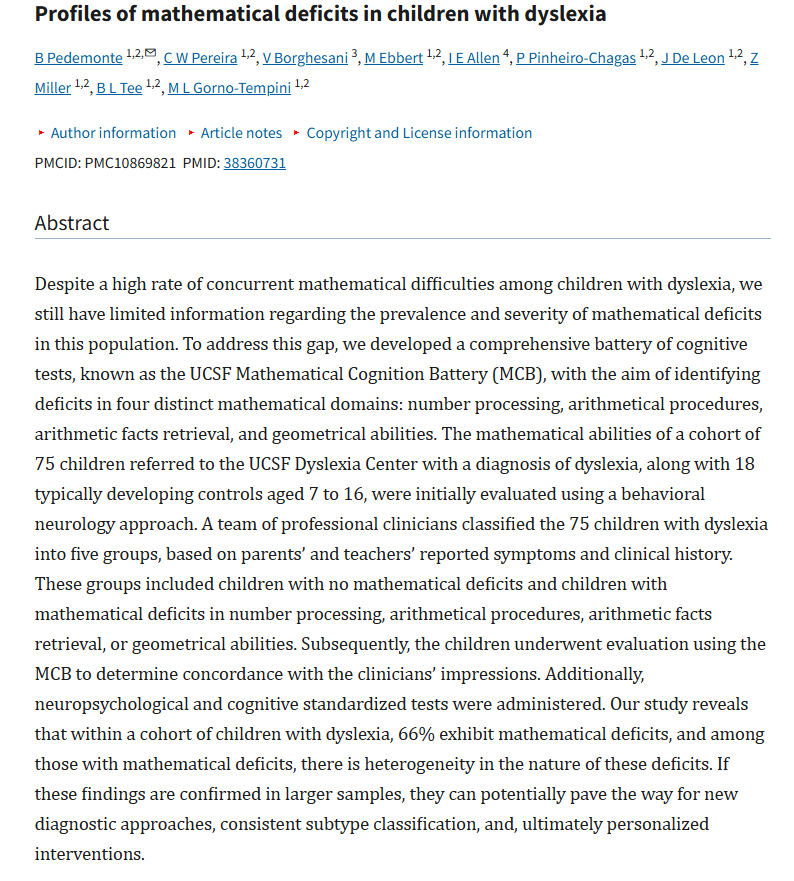 Profiles of mathematical deficits in children with dyslexia
B Pedemonte 1,2,✉, C W Pereira 1,2, V Borghesani 3, M Ebbert 1,2, I E Allen 4, P Pinheiro-Chagas 1,2, J De Leon 1,2, Z
Miller 1,2, B L Tee 1,2, M L Gorno-Tempini 1,2
▸ Author information ▸ Article notes ▸ Copyright and License information
PMCID: PMC10869821 PMID: 38360731
Abstract
Despite a high rate of concurrent mathematical difficulties among children with dyslexia, we
still have limited information regarding the prevalence and severity of mathematical deficits
in this population. To address this gap, we developed a comprehensive battery of cognitive
tests, known as the UCSF Mathematical Cognition Battery (MCB), with the aim of identifying
deficits in four distinct mathematical domains: number processing, arithmetical procedures,
arithmetic facts retrieval, and geometrical abilities. The mathematical abilities of a cohort of
75 children referred to the UCSF Dyslexia Center with a diagnosis of dyslexia, along with 18
typically developing controls aged 7 to 16, were initially evaluated using a behavioral
neurology approach. A team of professional clinicians classified the 75 children with dyslexia
into five groups, based on parents’ and teachers’ reported symptoms and clinical history.
These groups included children with no mathematical deficits and children with
mathematical deficits in number processing, arithmetical procedures, arithmetic facts
retrieval, or geometrical abilities. Subsequently, the children underwent evaluation using the
MCB to determine concordance with the clinicians’ impressions. Additionally,
neuropsychological and cognitive standardized tests were administered. Our study reveals
that within a cohort of children with dyslexia, 66% exhibit mathematical deficits, and among
those with mathematical deficits, there is heterogeneity in the nature of these deficits. If
these findings are confirmed in larger samples, they can potentially pave the way for new
diagnostic approaches, consistent subtype classification, and, ultimately personalized
interventions.